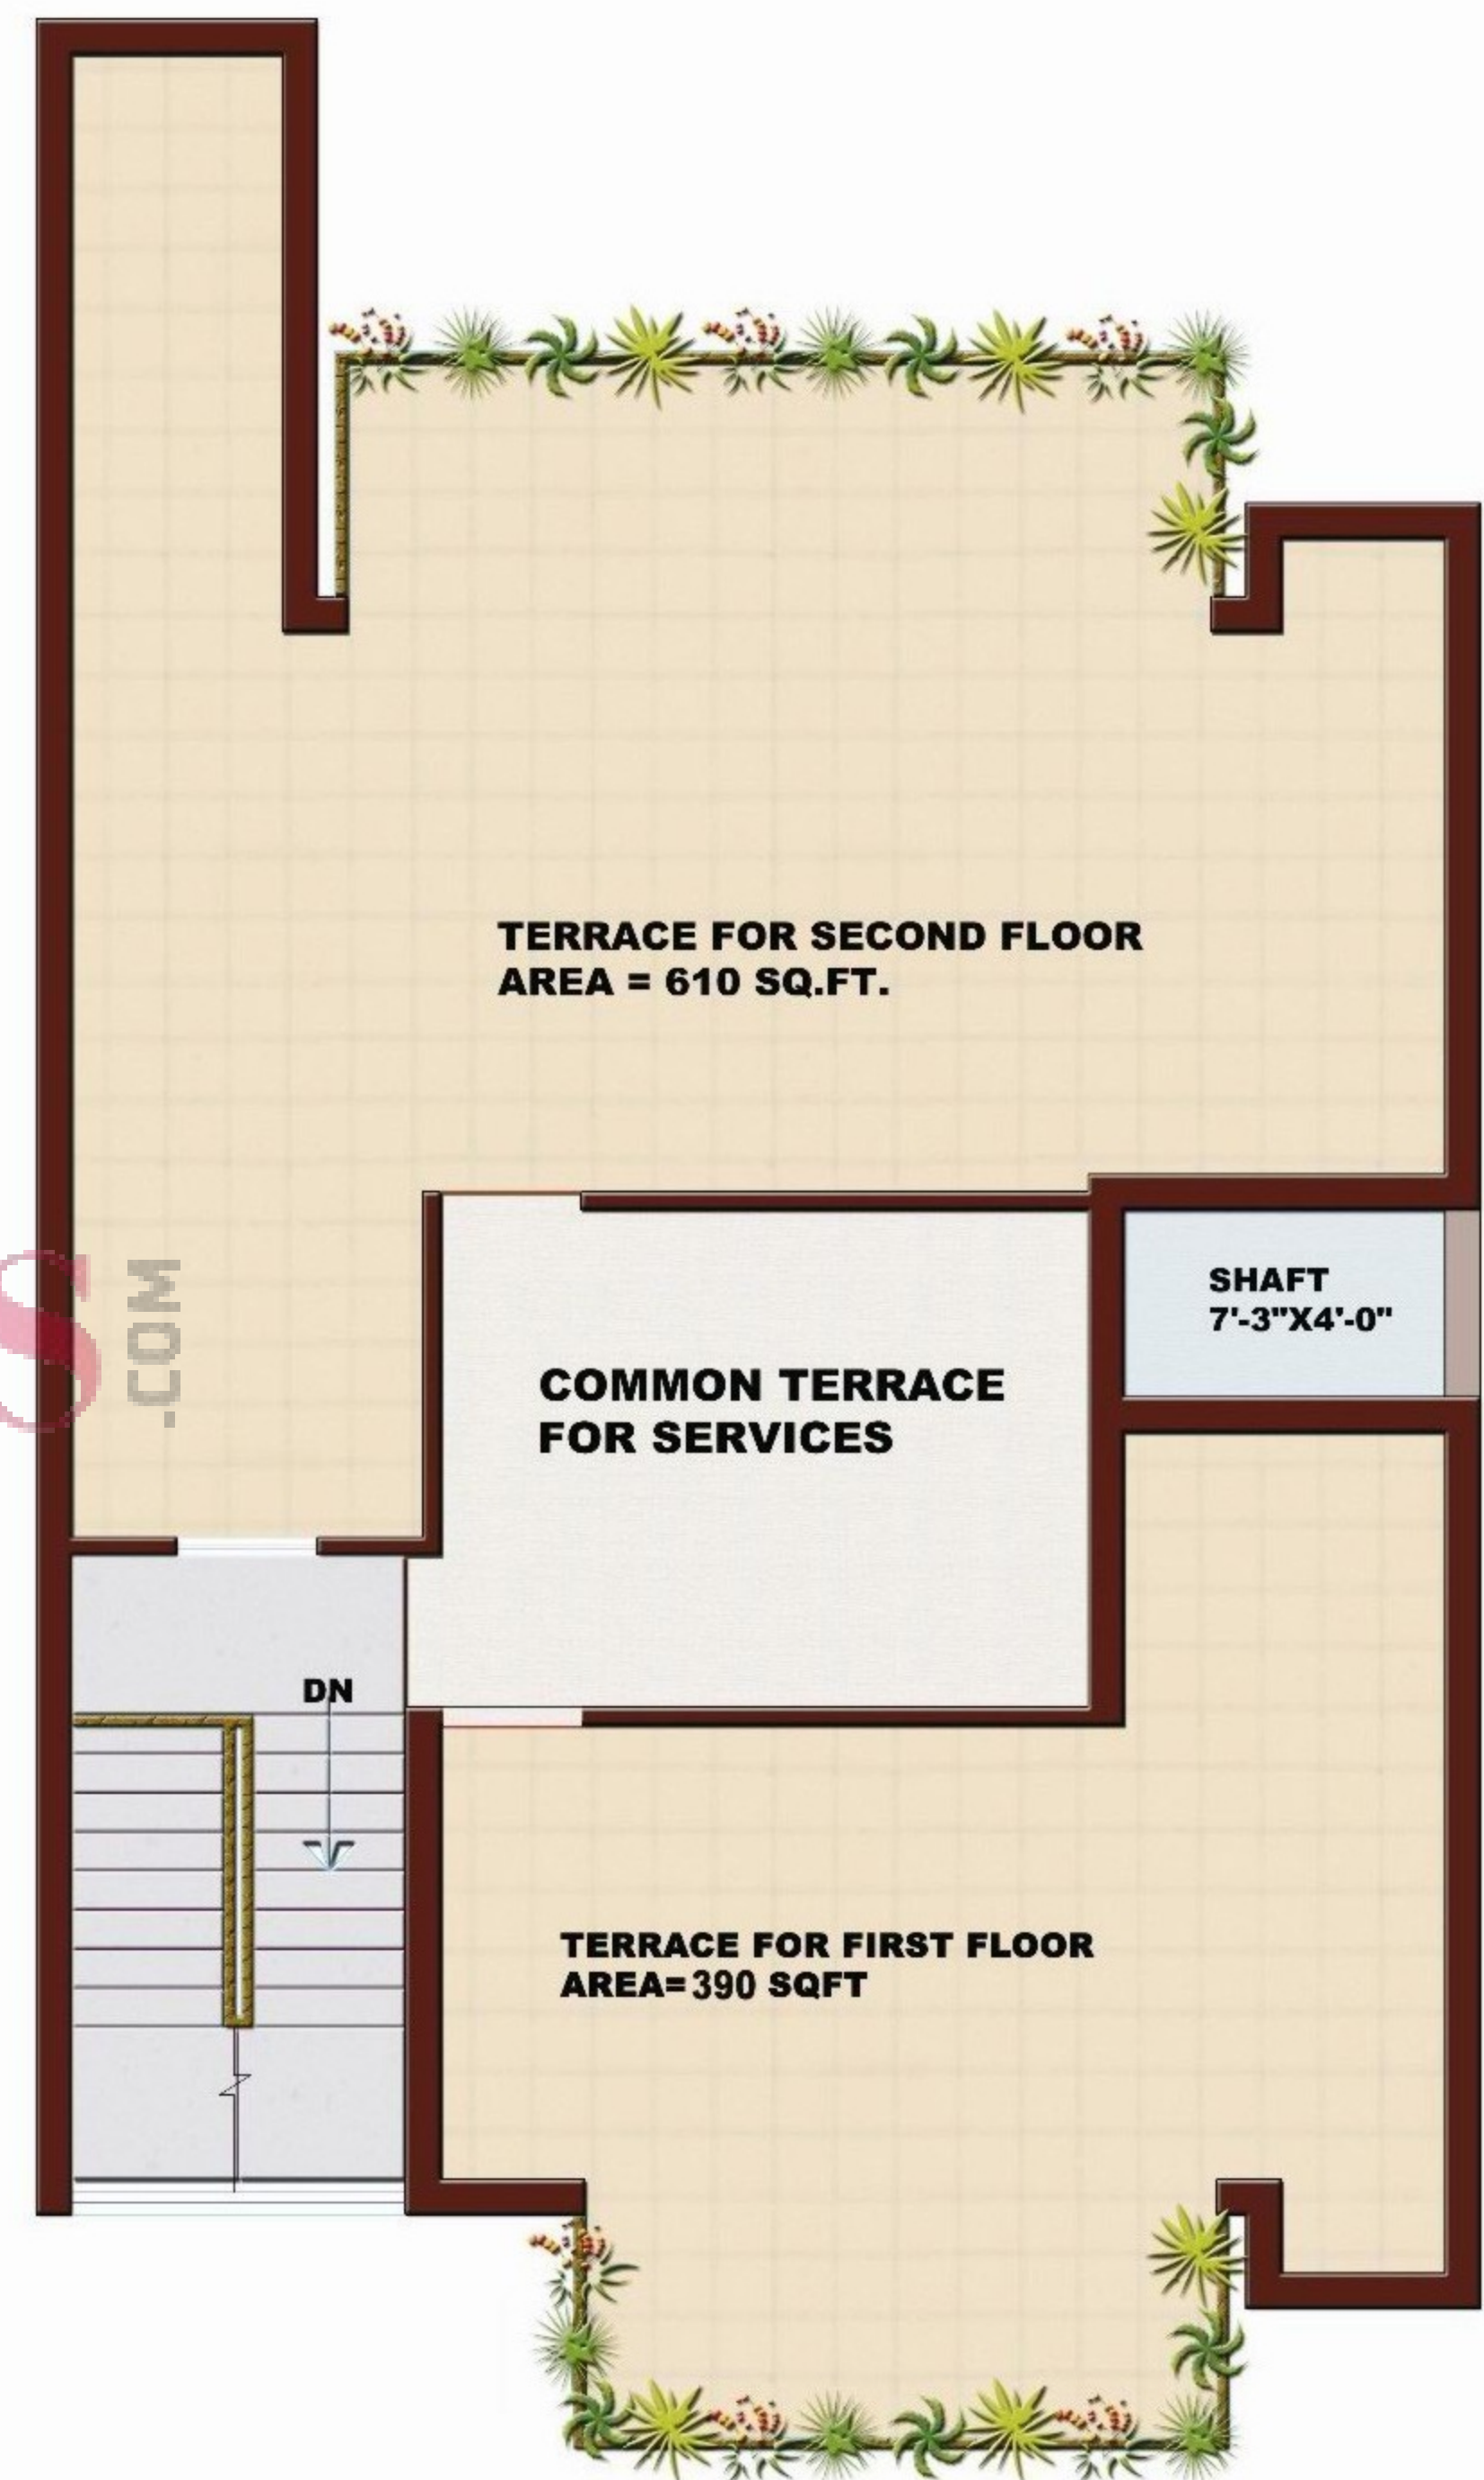 TERRACE FOR SECOND FLOOR
AREA = 610 SQ.FT.
SHAFT
7'-3"X4'-0"
COMMON TERRACE
FOR SERVICES
S
.COM
DN
TERRACE FOR FIRST FLOOR
AREA=390 SQFT